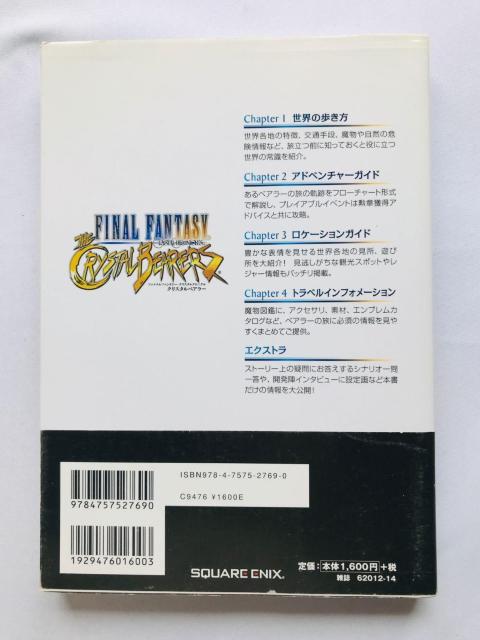 Chapter 1 世界の歩き方
世界各地の特徴、交通手段、魔物や自然の危
険情報など、旅立つ前に知っておくと役に立つ
世界の常識を紹介。
Chapter 2 アドベンチャーガイド
あるベアラーの旅の軌跡をフローチャート形式
で解説し、プレイアブルイベントは勲章獲得ア
ドバイスと共に攻略。
Chapter 3 ロケーションガイド
豊かな表情を見せる世界各地の見所、遊び
所を大紹介! 見逃しがちな観光スポットやレ
ジャー情報もバッチリ掲載。
Chapter 4 トラベルインフォメーション
魔物図鑑に、アクセサリ、素材、エンブレムカ
タログなど、ベアラーの旅に必須の情報を見や
すくまとめてご提供。
エクストラ
ストーリー上の疑問にお答えするシナリオ一問
一答や、開発陣インタビューに設定画など本書
だけの情報を大公開!
FINAL FANTASY
CRYSTAL CHRONICLES
THE
CRYSTAL BEARERS
ファイナルファンタジー・クリスタルクロニクル
クリスタルベアラー
ISBN978-4-7575-2769-0
C9476 ¥1600E
9784757527690
1929476016003
SQUARE ENIX.
定価:本体1,600円+税
雑誌 62012-14